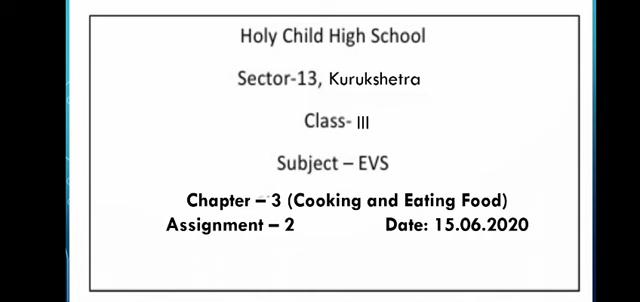 Holy Child High School
Sector-13, Kurukshetra
Class- III
Subject – EVS
Chapter – 3 (Cooking and Eating Food)
Assignment – 2 Date: 15.06.2020